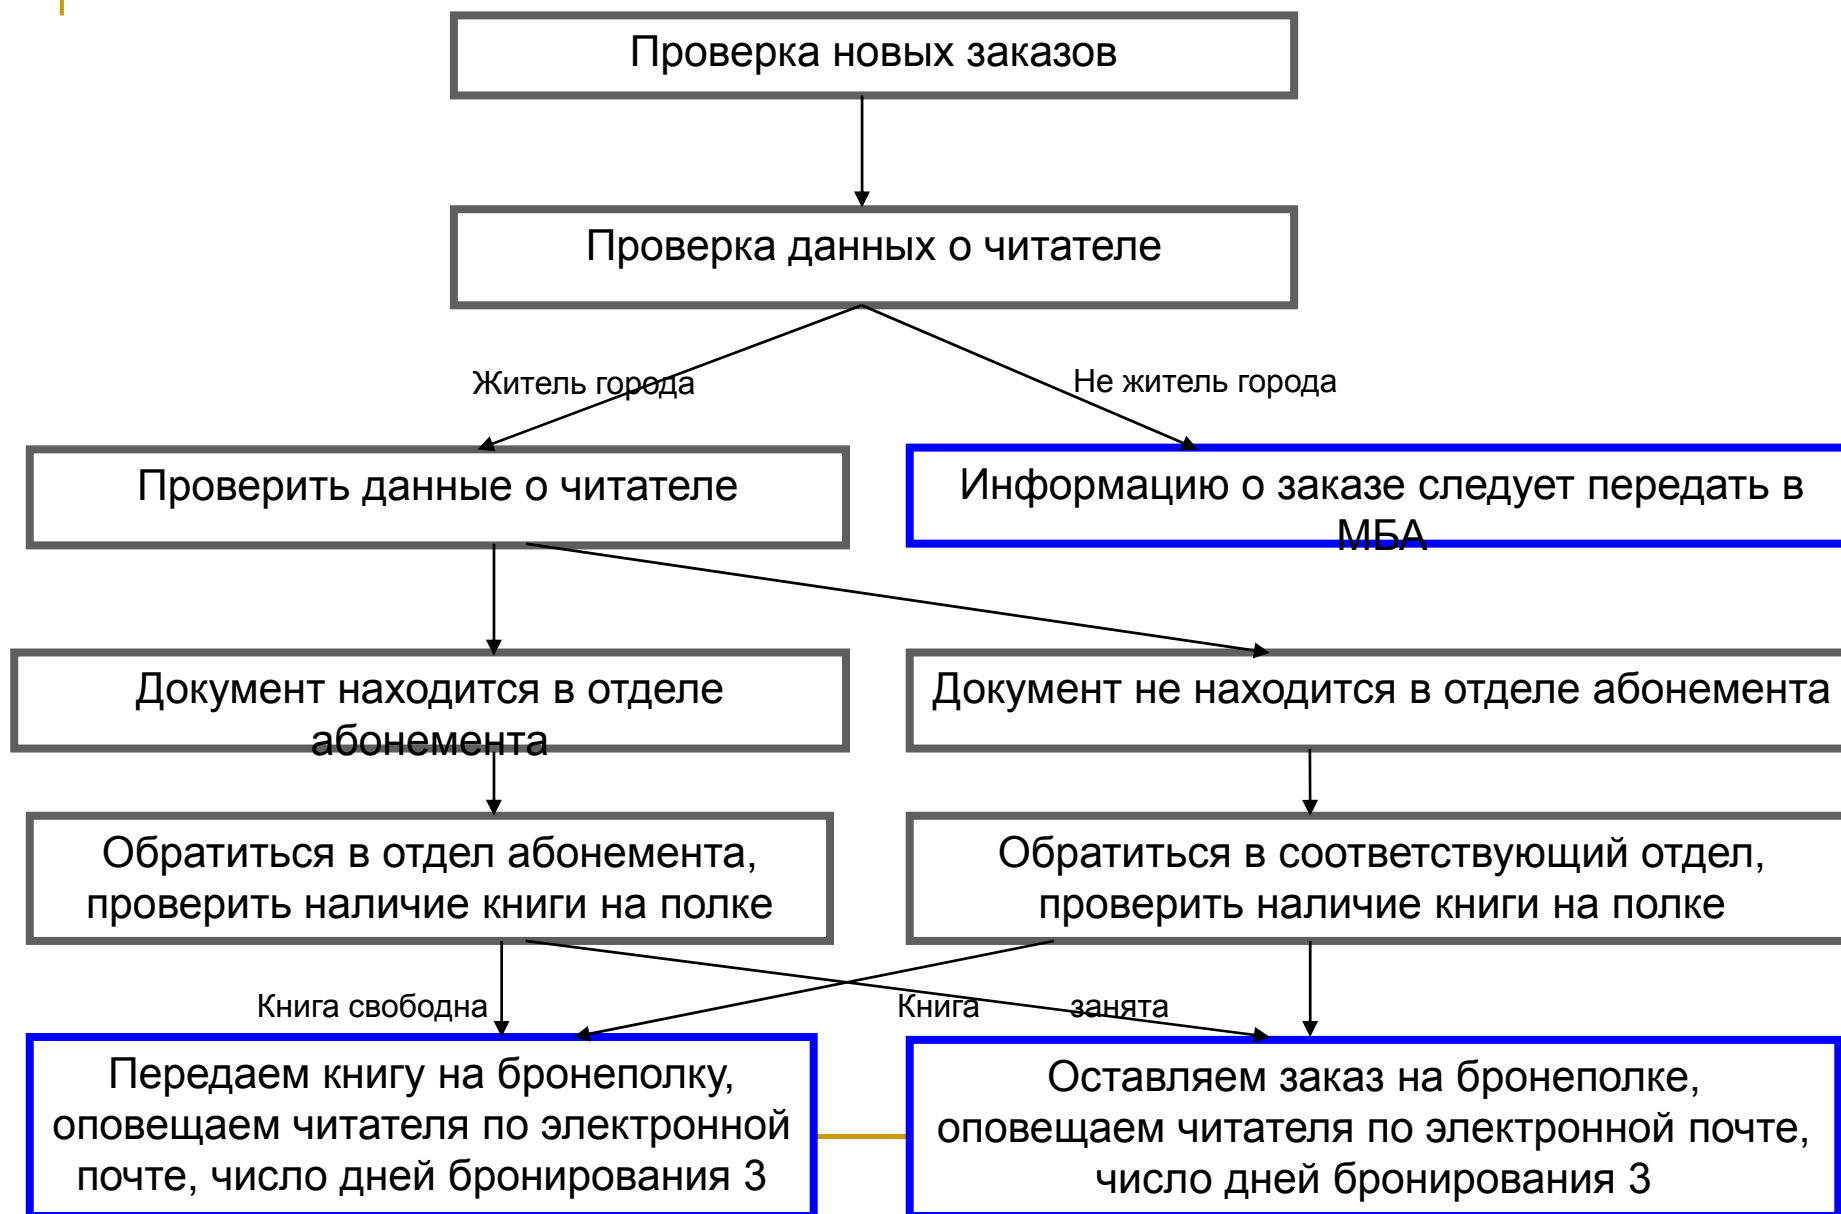 Проверка новых заказов
Проверка данных о читателе
Житель города
Не житель города
Проверить данные о читателе
Информацию о заказе следует передать в
МБА
Документ находится в отделе
абонемента
Документ не находится в отделе абонемента
Обратиться в отдел абонемента,
проверить наличие книги на полке
Обратиться в соответствующий отдел,
проверить наличие книги на полке
Книга свободна
Книга занята
Передаем книгу на бронеполку,
оповещаем читателя по электронной
почте, число дней бронирования 3
Оставляем заказ на бронеполке,
оповещаем читателя по электронной почте,
число дней бронирования 3